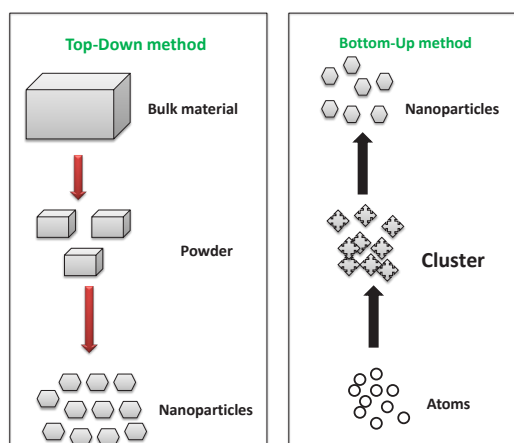 Top-Down method
Bulk material
Powder
Nanoparticles
Bottom-Up method
Nanoparticles
Cluster
Atoms